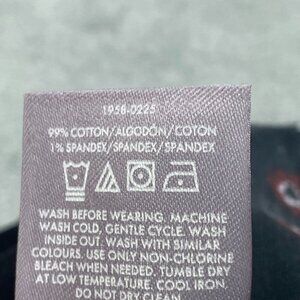 1958-0225
99% COTTON/ALGODÓN/COTON
1% SPANDEX/SPANDEX/SPANDEX
WASH BEFORE WEARING. MACHINE
WASH COLD, GENTLE CYCLE. WASH
INSIDE OUT. WASH WITH SIMILAR
COLOURS. USE ONLY NON-CHLORINE
BLEACH WHEN NEEDED. TUMBLE DRY
AT LOW TEMPERATURE. COOL IRON.
DO NOT DRY CLEAN.